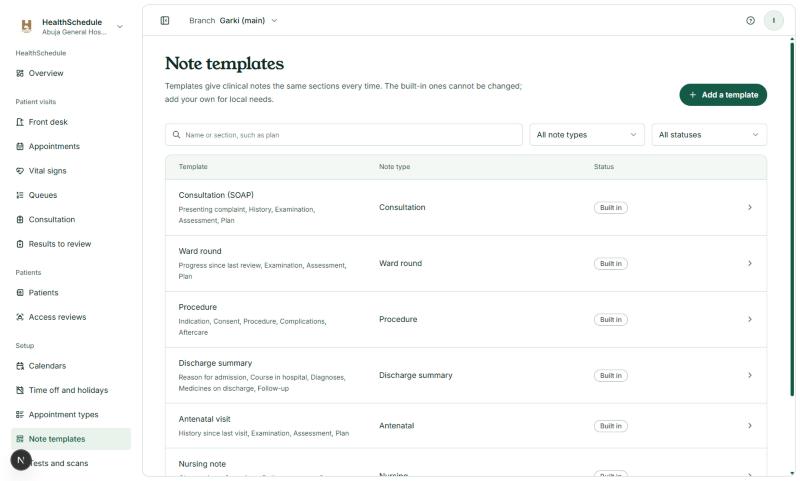 HealthSchedule
Abuja General Hos...
HealthSchedule
Overview
Patient visits
Front desk
Appointments
Vital signs
Queues
Consultation
Results to review
Patients
Patients
Access reviews
Setup
Calendars
Time off and holidays
Appointment types
Note templates
N
Tests and scans
Branch Garki (main)
I
Note templates
Templates give clinical notes the same sections every time. The built-in ones cannot be changed;
add your own for local needs.
Add a template
Name or section, such as plan
All note types
All statuses
Template Note type Status
Consultation (SOAP)
Presenting complaint, History, Examination,
Assessment, Plan
Consultation
Built in
Ward round
Progress since last review, Examination, Assessment,
Plan
Ward round
Built in
Procedure
Indication, Consent, Procedure, Complications,
Aftercare
Procedure
Built in
Discharge summary
Reason for admission, Course in hospital, Diagnoses,
Medicines on discharge, Follow-up
Discharge summary
Built in
Antenatal visit
History since last visit, Examination, Assessment, Plan
Antenatal
Built in
Nursing note
Nursing
Built in